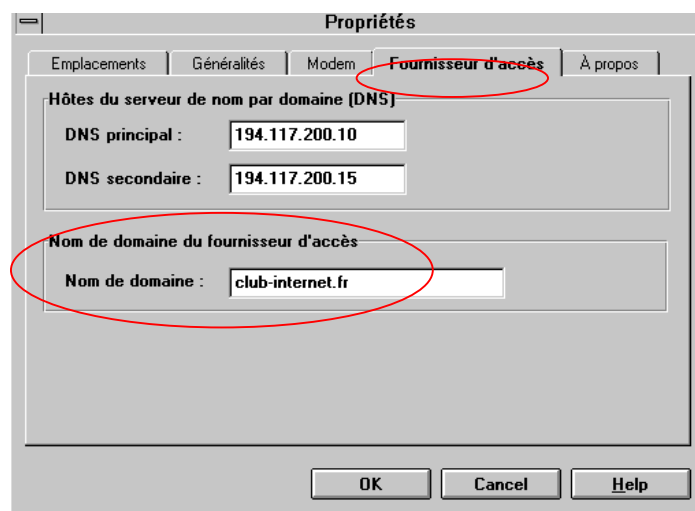 Propriétés
Emplacements Généralités Modem Fournisseur d'accès À propos
Hôtes du serveur de nom par domaine (DNS)
DNS principal : 194.117.200.10
DNS secondaire : 194.117.200.15
Nom de domaine du fournisseur d'accès
Nom de domaine : club-internet.fr
OK Cancel Help